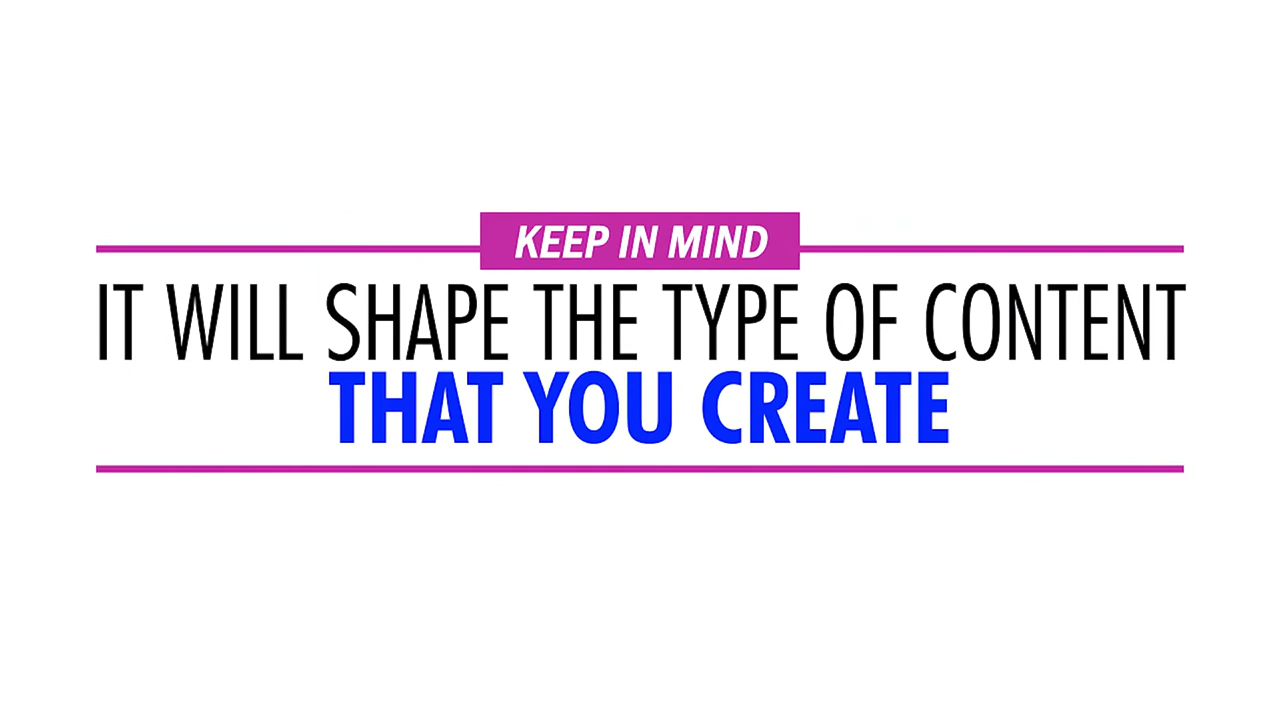 KEEP IN MIND
IT WILL SHAPE THE TYPE OF CONTENT
THAT YOU CREATE